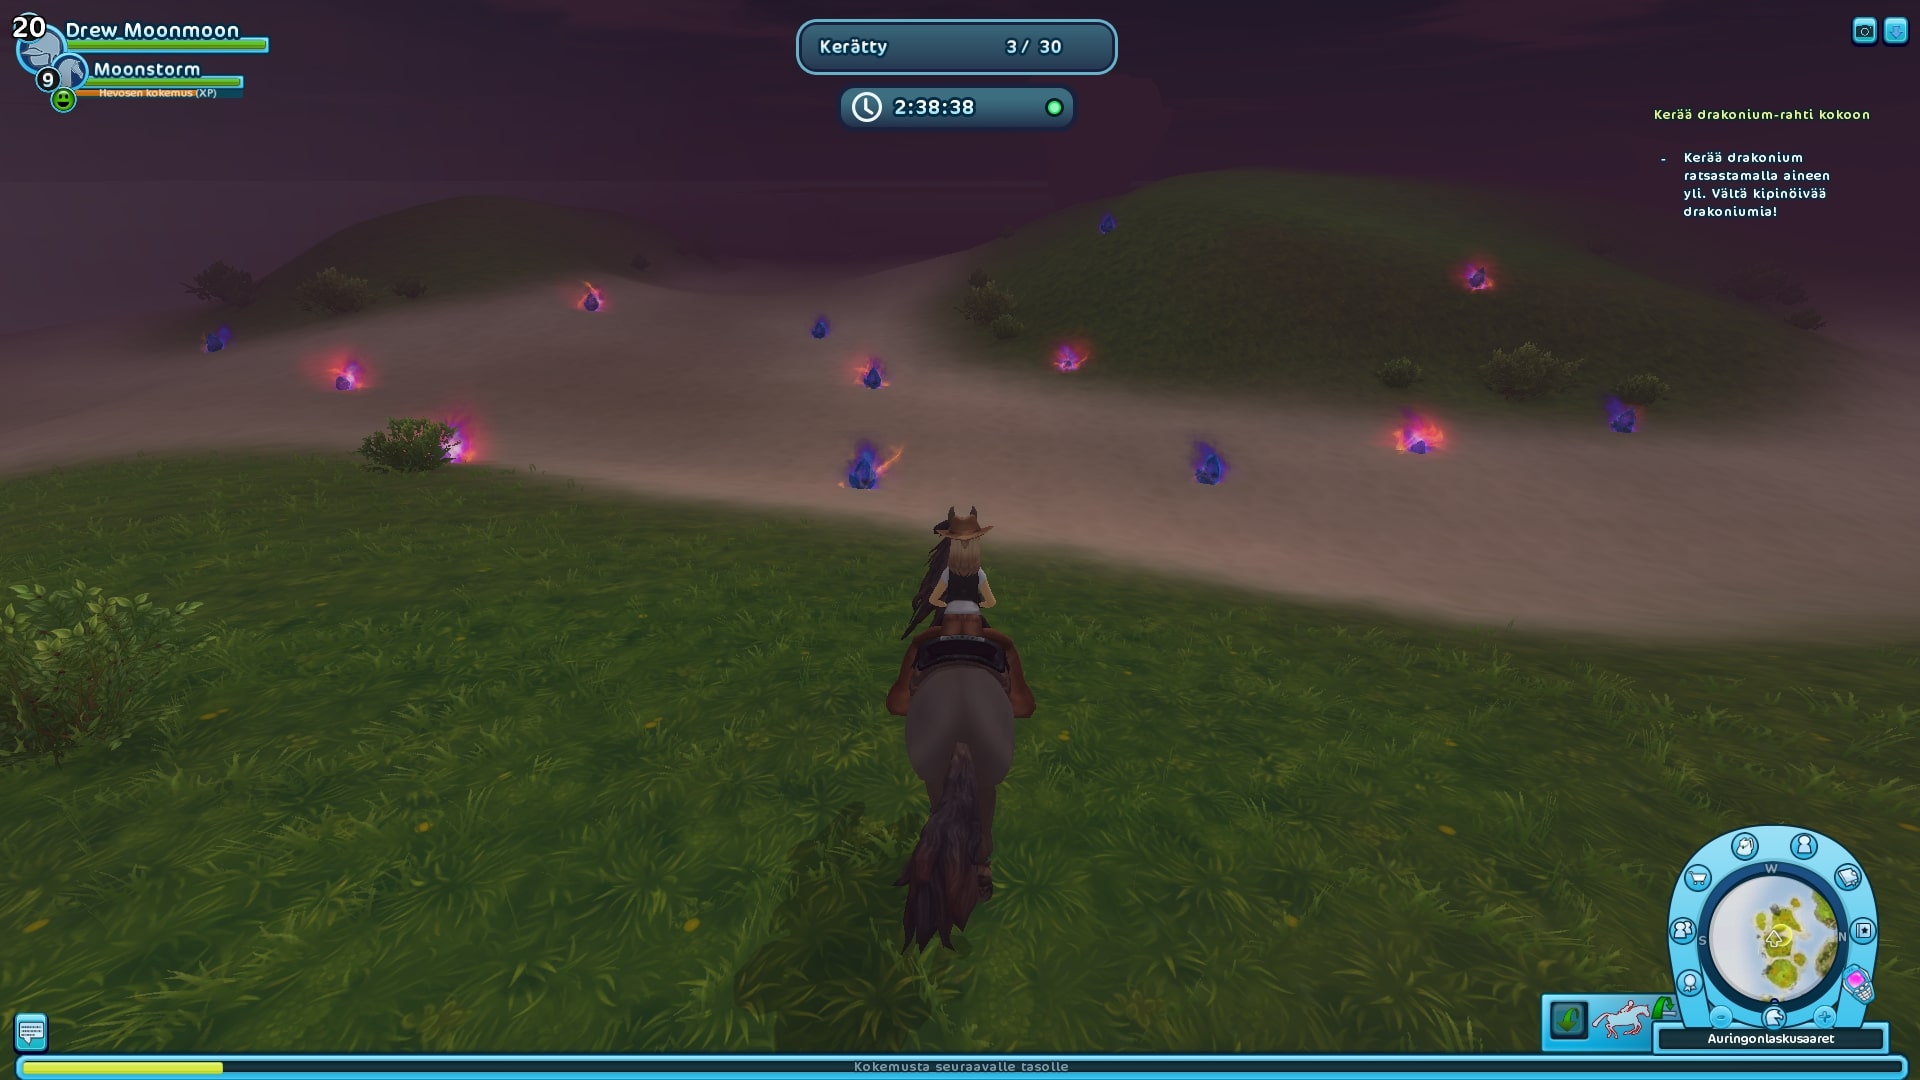 20
Drew Moonmoon
Moonstorm
9
Hevosen kokemus (XP)
Kerätty 3/ 30
2:38:38
Kerää drakonium-rahti kokoon
- Kerää drakonium
ratsastamalla aineen
yli. Vältä kipinöivää
drakoniumia!
W
S
N
Auringonlaskusaaret
Kokemusta seuraavalle tasolle